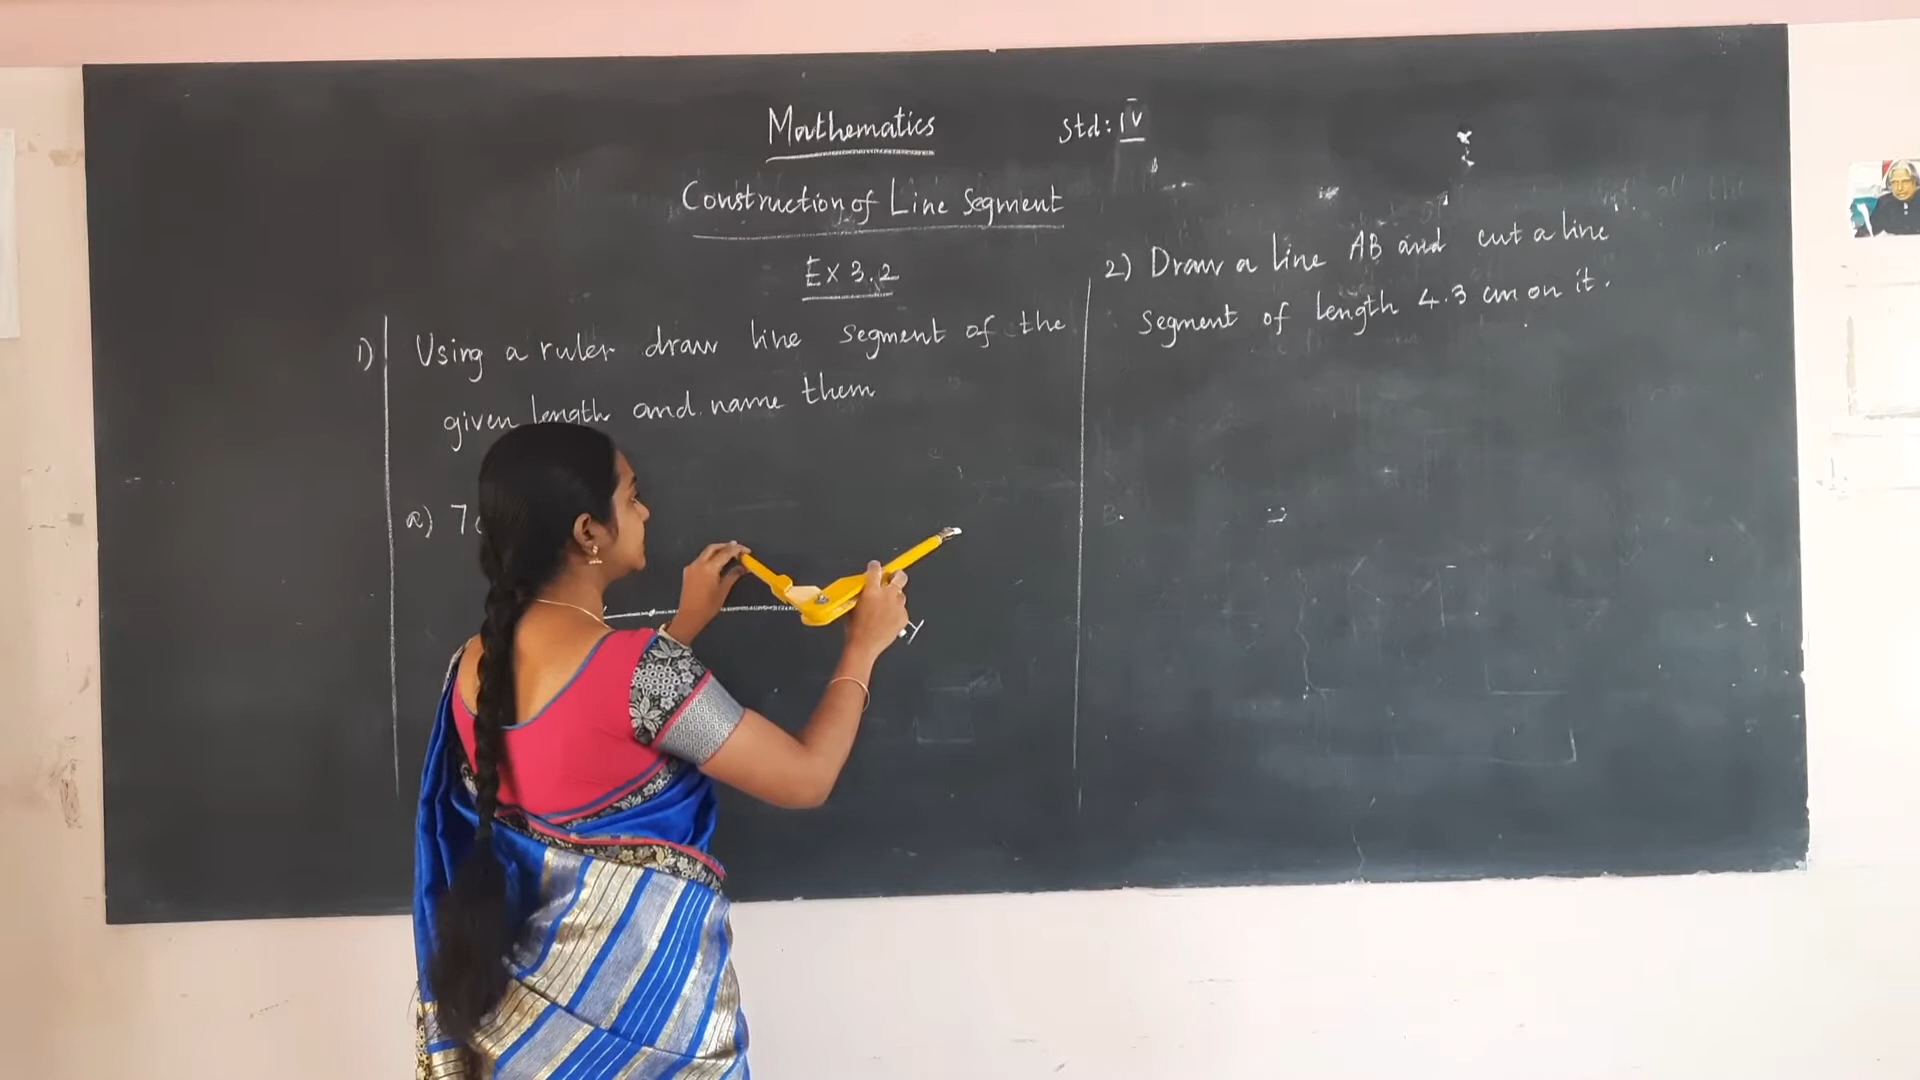 Mathematics
Std: IV
Construction of Line Segment
Ex 3.2
1) Using a ruler draw line segment of the
given length and name them
a) 7
Y
2) Draw a line AB and cut a line
segment of length 4.3 cm on it.